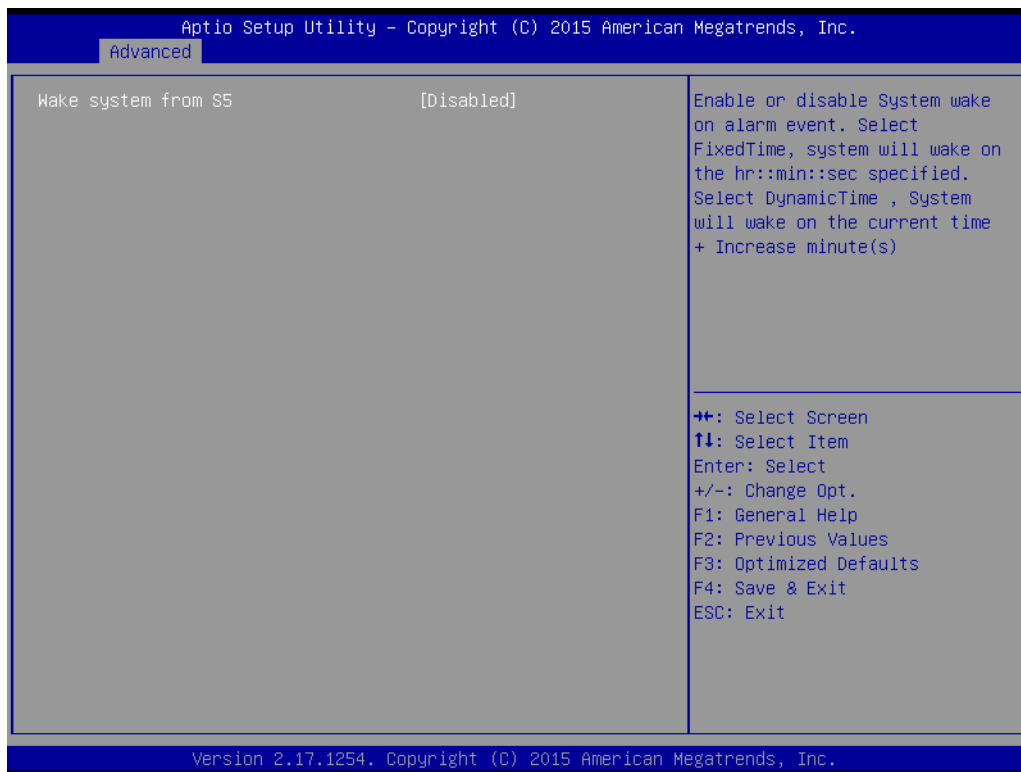 Aptio Setup Utility – Copyright (C) 2015 American Megatrends, Inc.
Advanced
Wake system from S5 [Disabled]
Enable or disable System wake
on alarm event. Select
FixedTime, system will wake on
the hr::min::sec specified.
Select DynamicTime , System
will wake on the current time
+ Increase minute(s)
→←: Select Screen
↑↓: Select Item
Enter: Select
+/-: Change Opt.
F1: General Help
F2: Previous Values
F3: Optimized Defaults
F4: Save & Exit
ESC: Exit
Version 2.17.1254. Copyright (C) 2015 American Megatrends, Inc.